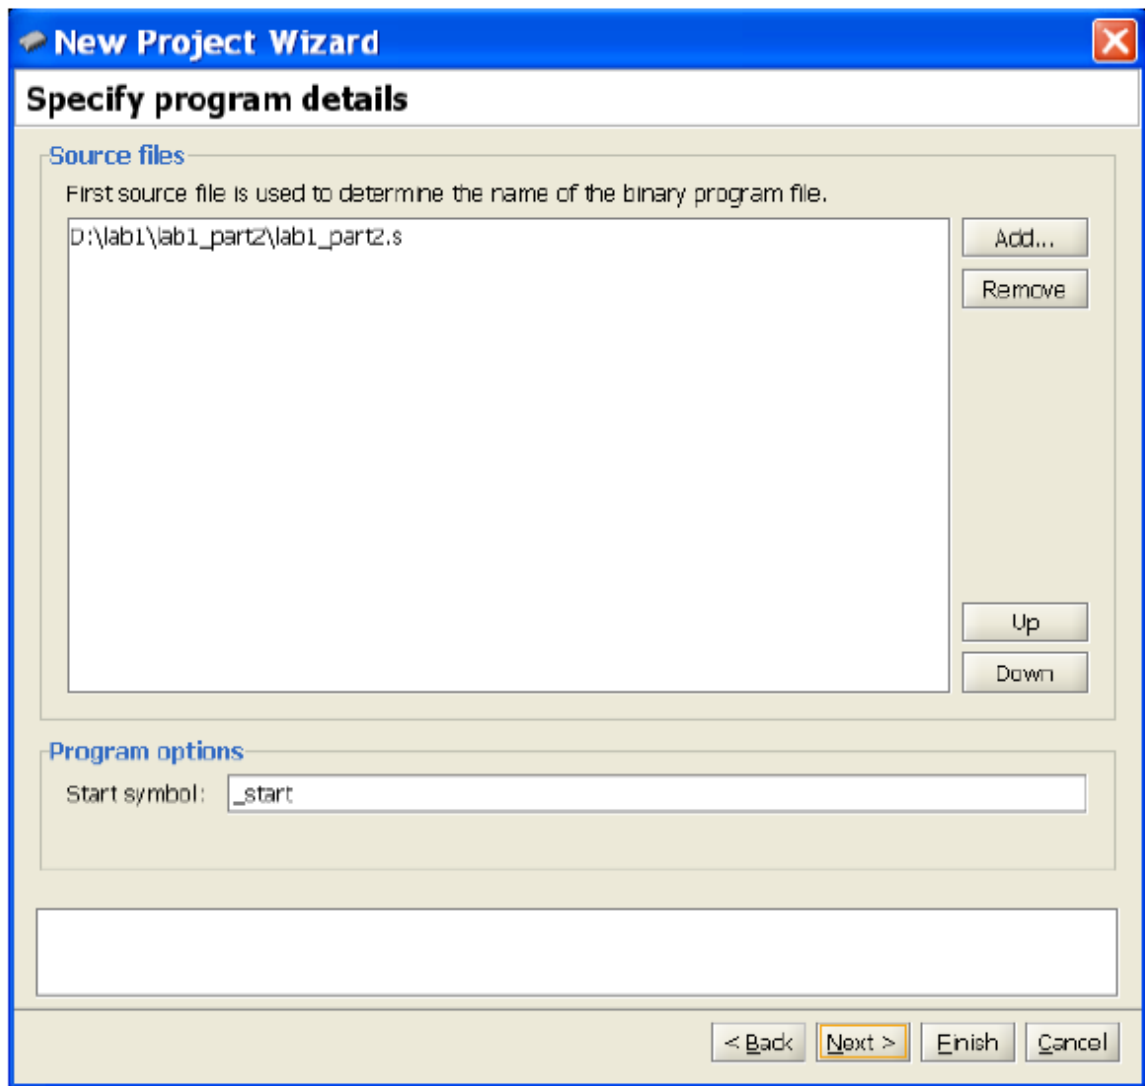 New Project Wizard
Specify program details
Source files
First source file is used to determine the name of the binary program file.
D:\lab1\lab1_part2\lab1_part2.s
Add...
Remove
Up
Down
Program options
Start symbol: _start
< Back Next > Finish Cancel